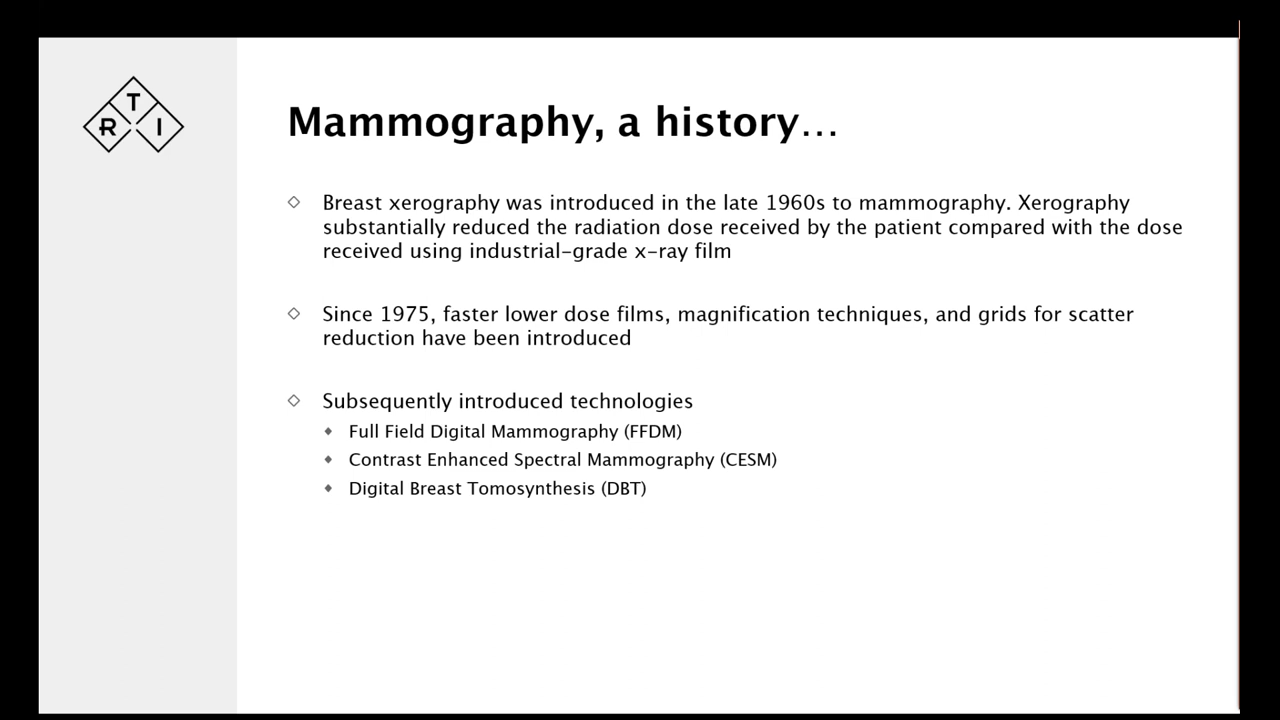 T
R I
Mammography, a history...
◇ Breast xerography was introduced in the late 1960s to mammography. Xerography
substantially reduced the radiation dose received by the patient compared with the dose
received using industrial-grade x-ray film
◇ Since 1975, faster lower dose films, magnification techniques, and grids for scatter
reduction have been introduced
◇ Subsequently introduced technologies
◆ Full Field Digital Mammography (FFDM)
◆ Contrast Enhanced Spectral Mammography (CESM)
◆ Digital Breast Tomosynthesis (DBT)